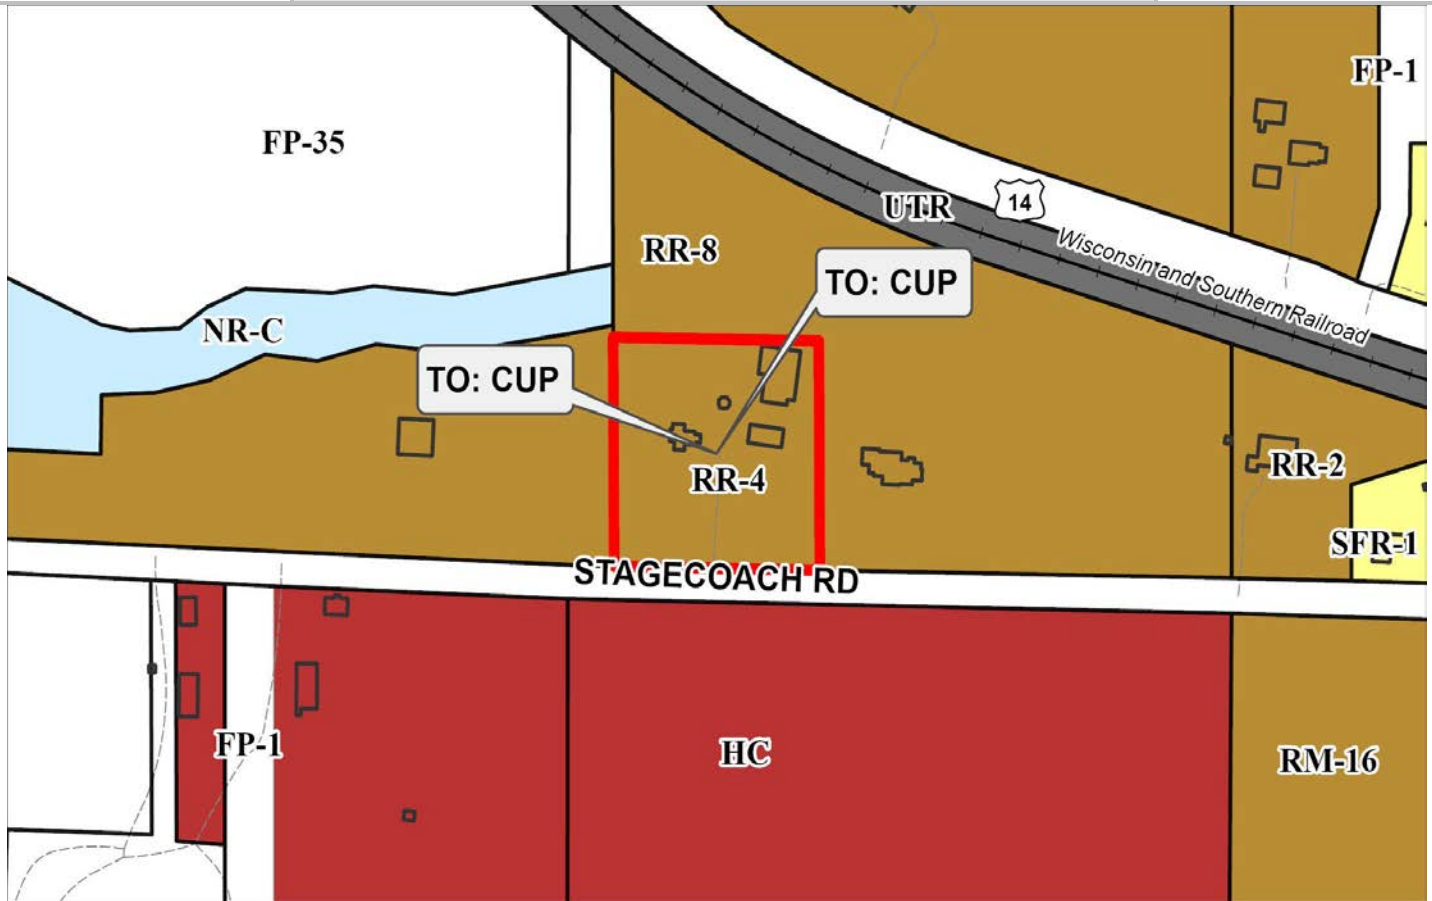 FP-1
FP-35
UTR
14
Wisconsin and Southern Railroad
RR-8
TO: CUP
NR-C
TO: CUP
RR-4
RR-2
SFR-1
STAGECOACH RD
FP-1
HC
RM-16